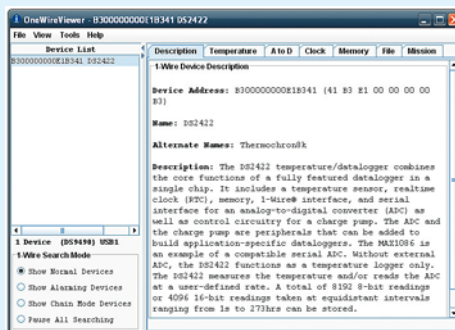 OneWireViewer - B300000000E1B341 DS2422
File View Tools Help
Device List
B300000000E1B341 DS2422
1 Device (DS9490) USB1
1-Wire Search Mode
Show Normal Devices
Show Alarming Devices
Show Chain Mode Devices
Pause All Searching
Description Temperature A to D Clock Memory File Mission
1-Wire Device Description
Device Address: B300000000E1B341 (41 B3 E1 00 00 00 00
B3)
Name: DS2422
Alternate Names: Thermochron8k
Description: The DS2422 temperature/datalogger combines
the core functions of a fully featured datalogger in a
single chip. It includes a temperature sensor, realtime
clock (RTC), memory, 1-Wire® interface, and serial
interface for an analog-to-digital converter (ADC) as
well as control circuitry for a charge pump. The ADC and
the charge pump are peripherals that can be added to
build application-specific dataloggers. The MAX1086 is
an example of a compatible serial ADC. Without external
ADC, the DS2422 functions as a temperature logger only.
The DS2422 measures the temperature and/or reads the ADC
at a user-defined rate. A total of 8192 8-bit readings
or 4096 16-bit readings taken at equidistant intervals
ranging from 1s to 273hrs can be stored.